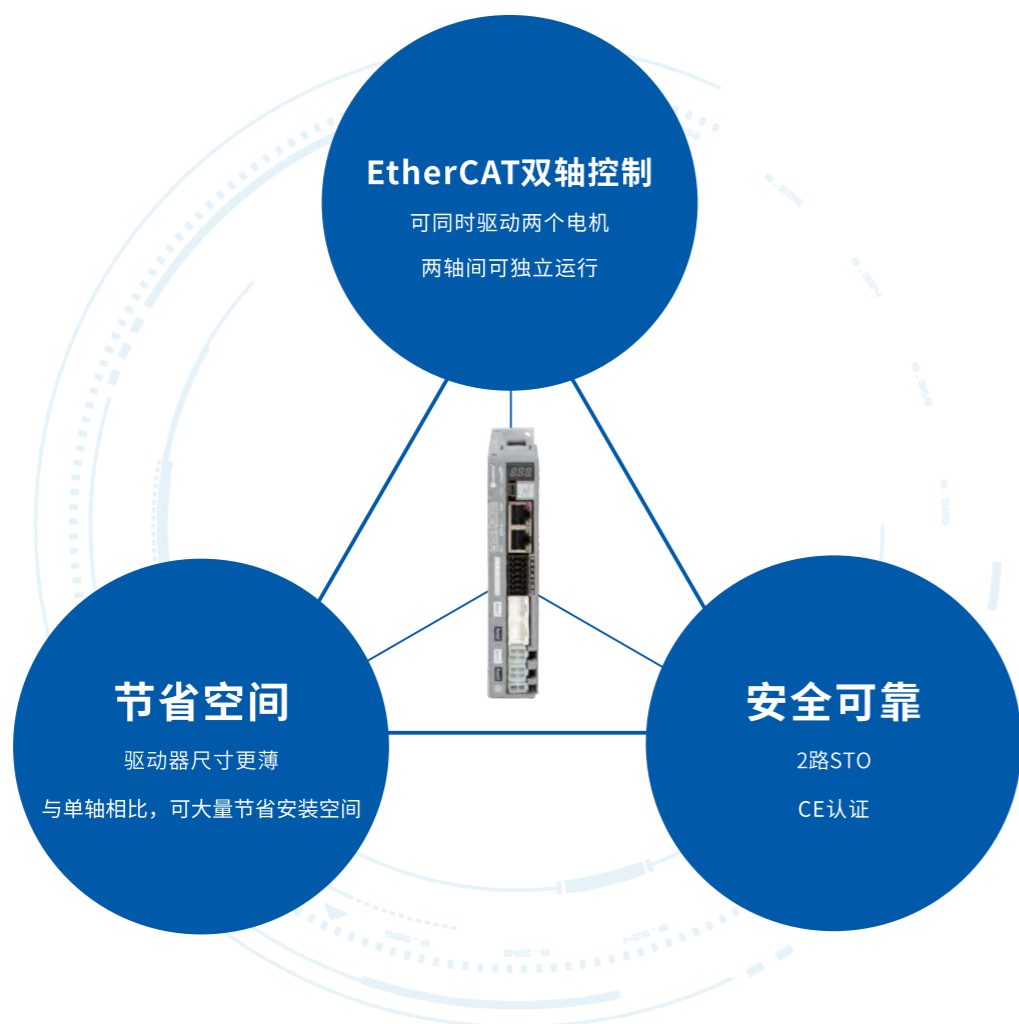 EtherCAT双轴控制
可同时驱动两个电机
两轴间可独立运行
节省空间
驱动器尺寸更薄
与单轴相比，可大量节省安装空间
安全可靠
2路STO
CE认证